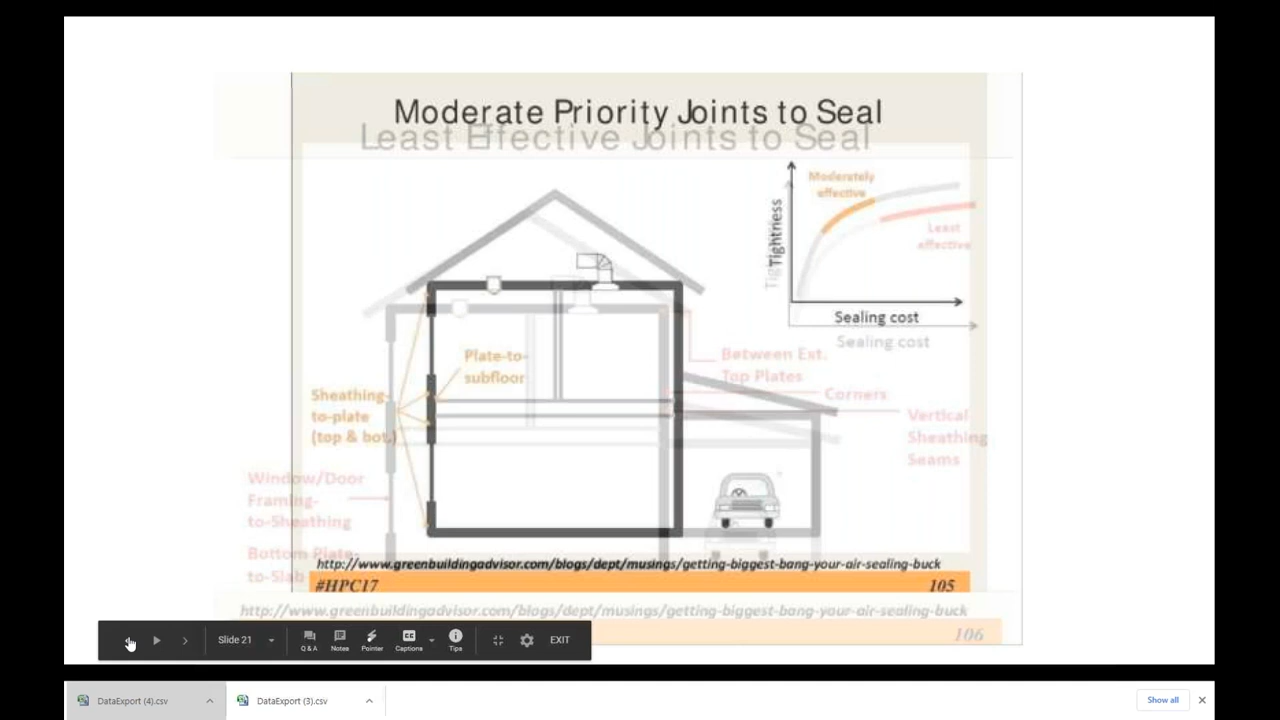 Moderate Priority Joints to Seal
Least Effective Joints to Seal
Moderately
effective
Tightness
Least
effective
Sealing cost
Sealing cost
Plate-to-
subfloor
Sheathing-
to-plate
(top & bot.)
Between Ext.
Top Plates
Corners
Vertical
Sheathing
Seams
Window/Door
Framing-
to-Sheathing
Bottom Plate-
to-Slab
http://www.greenbuildingadvisor.com/blogs/dept/musings/getting-biggest-bang-your-air-sealing-buck
#HPC17 105
http://www.greenbuildingadvisor.com/blogs/dept/musings/getting-biggest-bang-your-air-sealing-buck
106
Slide 21
Q & A
Notes
Pointer
CC
Captions
Tips
EXIT
DataExport (4).csv
DataExport (3).csv
Show all